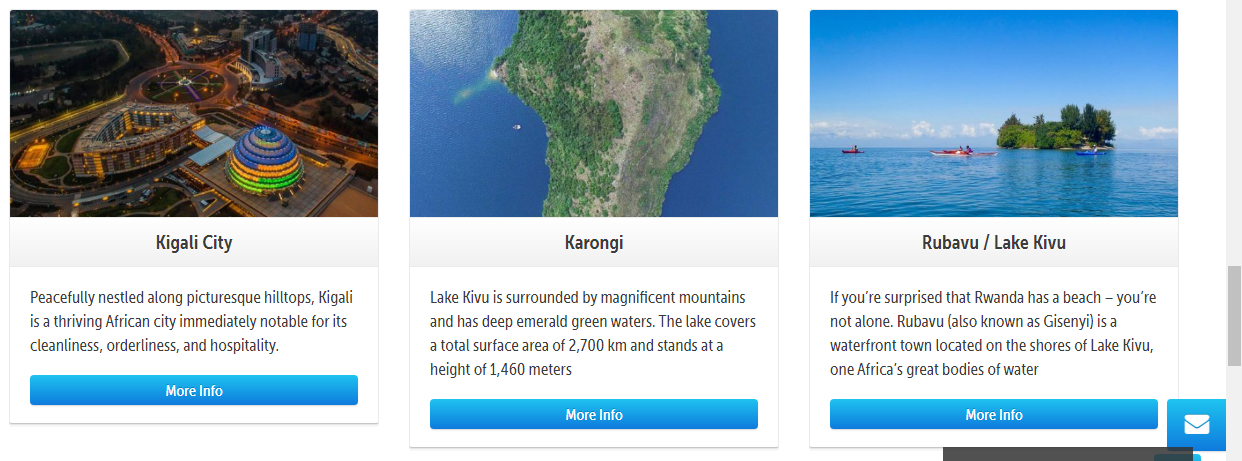 Kigali City
Peacefully nestled along picturesque hilltops, Kigali
is a thriving African city immediately notable for its
cleanliness, orderliness, and hospitality.
More Info
Karongi
Lake Kivu is surrounded by magnificent mountains
and has deep emerald green waters. The lake covers
a total surface area of 2,700 km and stands at a
height of 1,460 meters
More Info
Rubavu / Lake Kivu
If you’re surprised that Rwanda has a beach – you’re
not alone. Rubavu (also known as Gisenyi) is a
waterfront town located on the shores of Lake Kivu,
one Africa’s great bodies of water
More Info